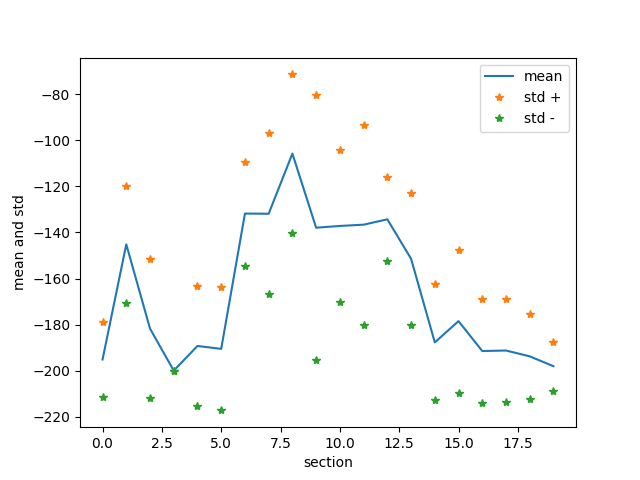 mean
std +
std -
−80
−100
−120
−140
−160
−180
−200
−220
mean and std
0.0 2.5 5.0 7.5 10.0 12.5 15.0 17.5
section